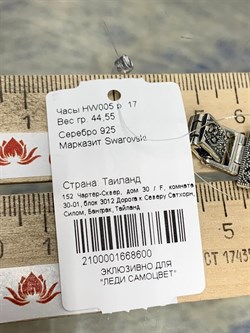 Часы HW005 р. 17
Вес гр. 44,55
Серебро 925
Марказит Swarovski
Страна Таиланд
152 Чартер-Сквер, дом 30 / F, комната
30-01, блок 3012 Дорога к Северу Сатхорн,
Силом, Банграк, Тайланд
2100001668600
ЭКЛЮЗИВНО ДЛЯ
"ЛЕДИ САМОЦВЕТ"